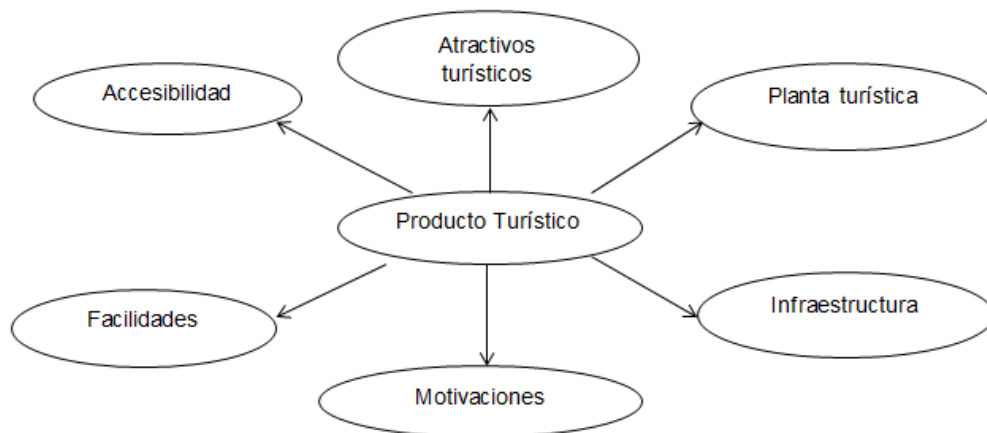 Atractivos
turísticos
Accesibilidad
Planta turística
Producto Turístico
Facilidades
Infraestructura
Motivaciones